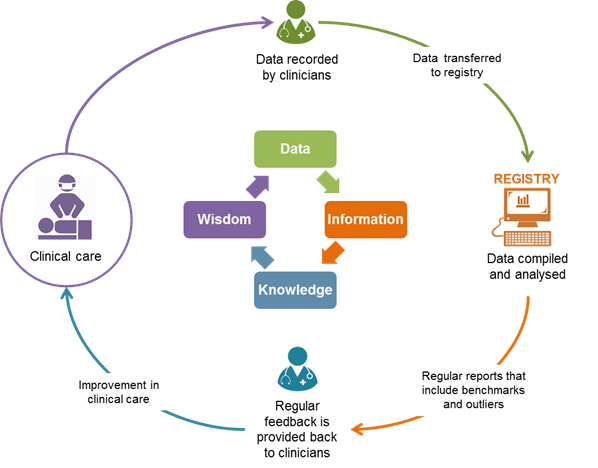 Data recorded
by clinicians
Data transferred
to registry
REGISTRY
Data compiled
and analysed
Regular reports that
include benchmarks
and outliers
Regular
feedback is
provided back
to clinicians
Improvement in
clinical care
Clinical care
Data
Information
Knowledge
Wisdom